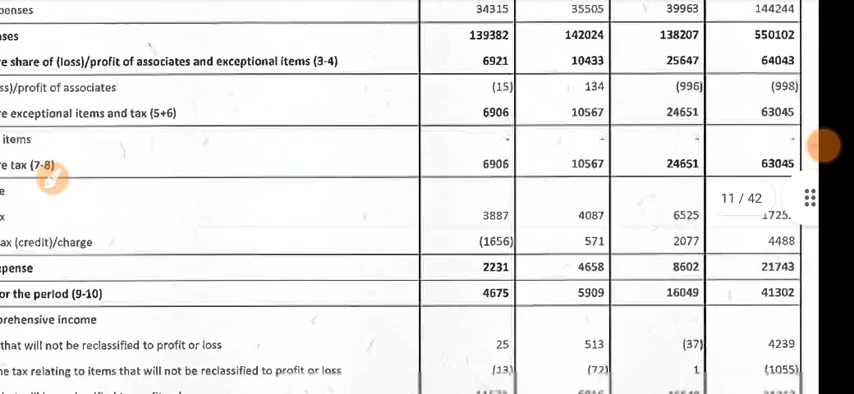 penses 34315 35505 39963 144244
ses 139382 142024 138207 550102
e share of (loss)/profit of associates and exceptional items (3-4) 6921 10433 25647 64043
ss)/profit of associates (15) 134 (996) (998)
e exceptional items and tax (5+6) 6906 10567 24651 63045
items - - - -
e tax (7-8) 6906 10567 24651 63045
11 / 42
e
x 3887 4087 6525 1725
ax (credit)/charge (1656) 571 2077 4488
pense 2231 4658 8602 21743
or the period (9-10) 4675 5909 16049 41302
rehensive income
that will not be reclassified to profit or loss 25 513 (37) 4239
e tax relating to items that will not be reclassified to profit or loss (13) (72) 1 (1055)